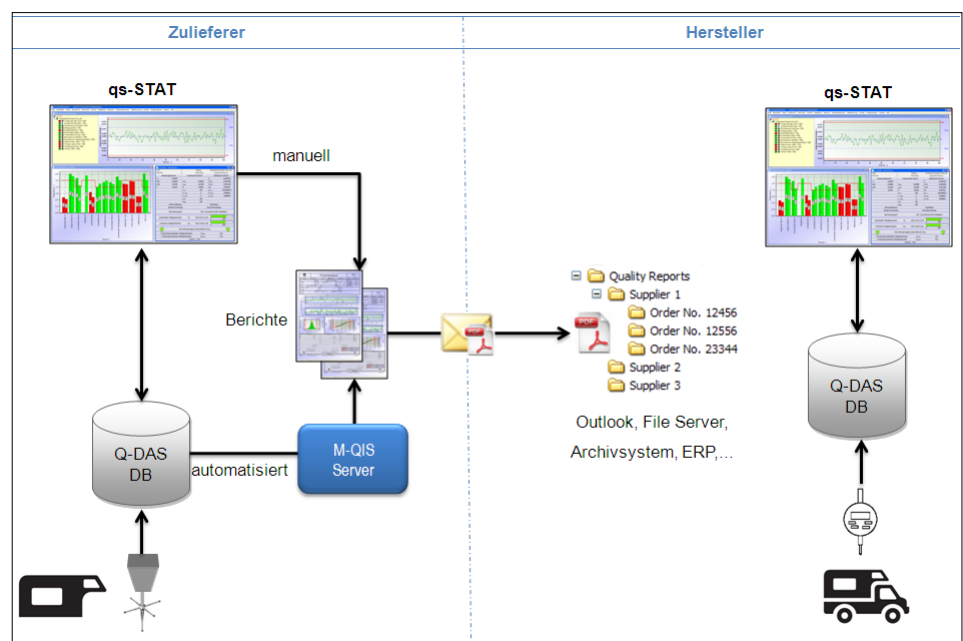 Zulieferer
Hersteller
qs-STAT
qs-STAT
manuell
Berichte
PDF
PDF
Quality Reports
Supplier 1
Order No. 12456
Order No. 12556
Order No. 23344
Supplier 2
Supplier 3
Outlook, File Server,
Archivsystem, ERP,...
Q-DAS
DB
automatisiert
M-QIS
Server
Q-DAS
DB